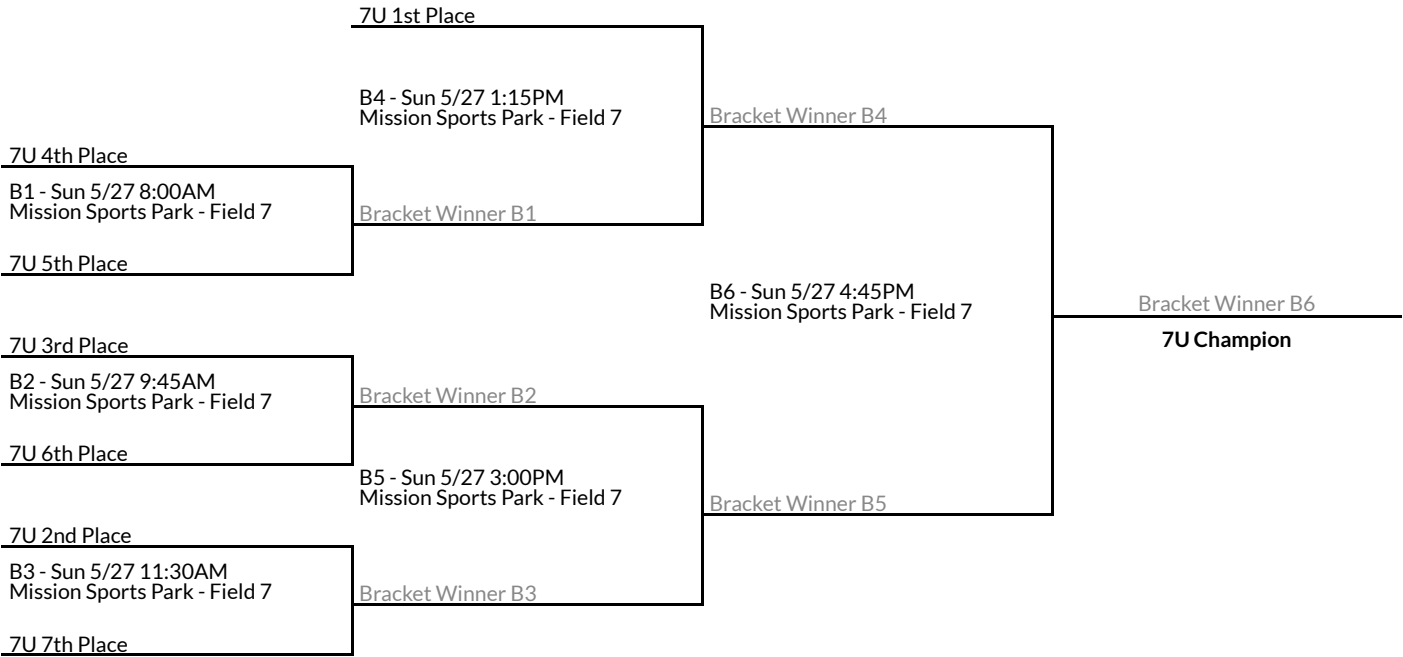 7U 1st Place
B4 - Sun 5/27 1:15PM
Mission Sports Park - Field 7
Bracket Winner B4
7U 4th Place
B1 - Sun 5/27 8:00AM
Mission Sports Park - Field 7
Bracket Winner B1
7U 5th Place
B6 - Sun 5/27 4:45PM
Mission Sports Park - Field 7
Bracket Winner B6
7U Champion
7U 3rd Place
B2 - Sun 5/27 9:45AM
Mission Sports Park - Field 7
Bracket Winner B2
7U 6th Place
B5 - Sun 5/27 3:00PM
Mission Sports Park - Field 7
Bracket Winner B5
7U 2nd Place
B3 - Sun 5/27 11:30AM
Mission Sports Park - Field 7
Bracket Winner B3
7U 7th Place